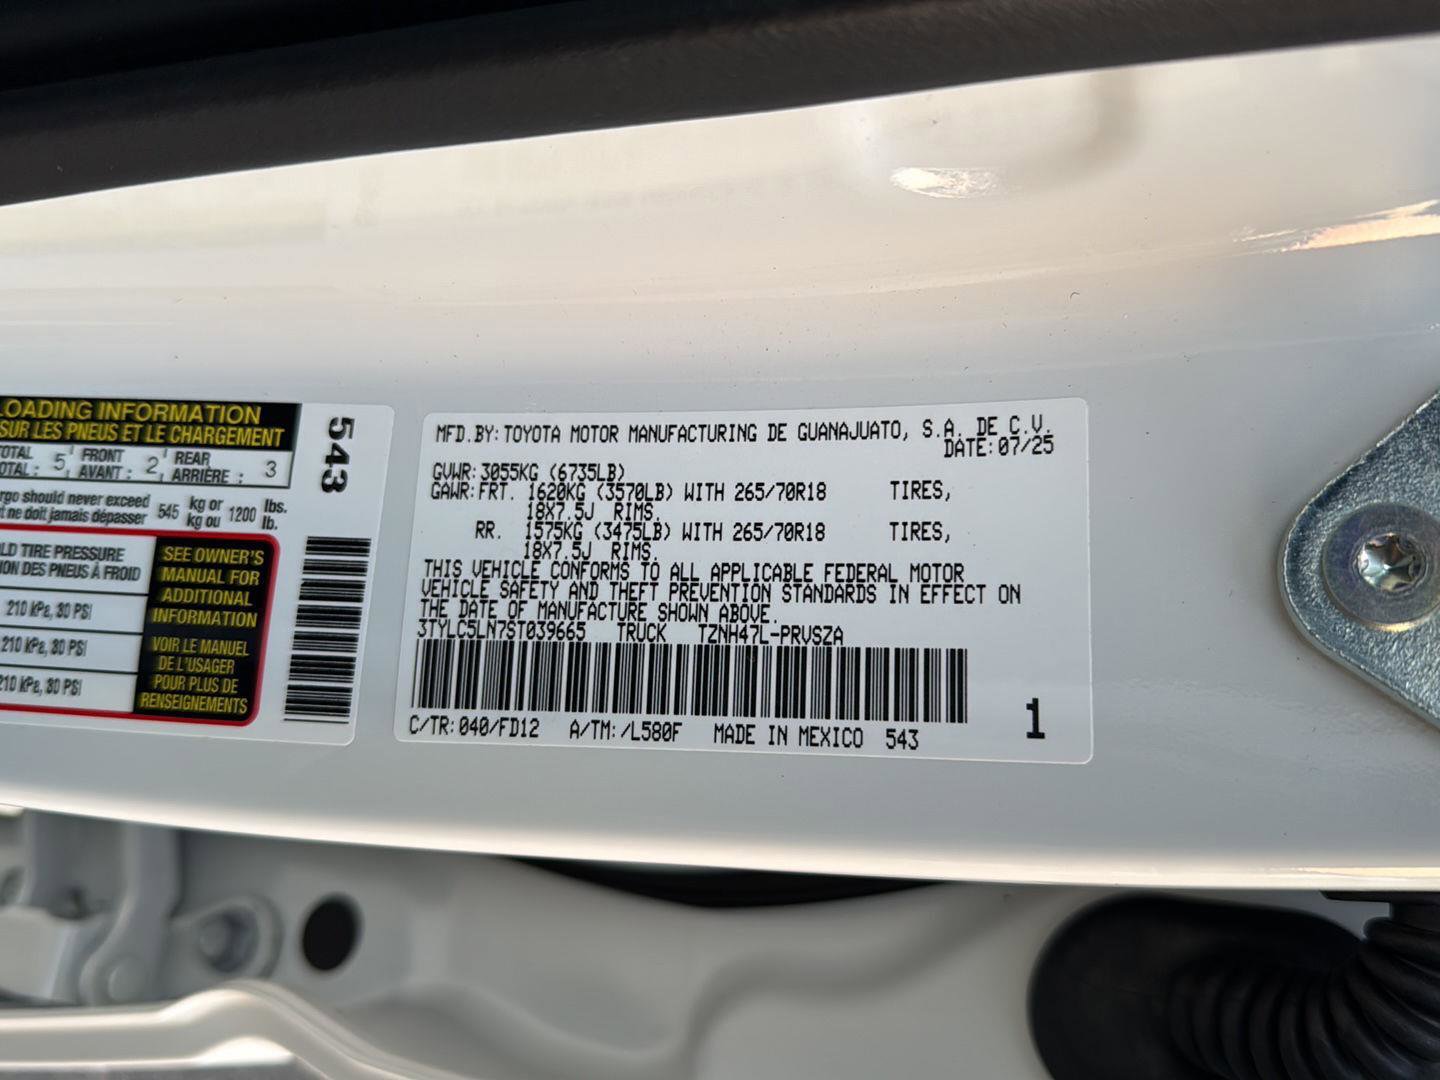 LOADING INFORMATION
SUR LES PNEUS ET LE CHARGEMENT
TOTAL 5 FRONT 2 REAR 3
TOTAL : AVANT : ARRIÈRE :
should never exceed 545 kg or 1200 lbs.
ne doit jamais dépasser kg ou lb.
TIRE PRESSURE
DES PNEUS À FROID
210 kPa, 30 PSI
210 kPa, 30 PSI
210 kPa, 30 PSI
SEE OWNER'S
MANUAL FOR
ADDITIONAL
INFORMATION
VOIR LE MANUEL
DE L'USAGER
POUR PLUS DE
RENSEIGNEMENTS
543
MFD.BY: TOYOTA MOTOR MANUFACTURING DE GUANAJUATO, S.A. DE C.V.
DATE: 07/25
GVWR: 3055KG (6735LB)
GAWR: FRT. 1620KG (3570LB) WITH 265/70R18 TIRES,
18X7.5J RIMS.
RR. 1575KG (3475LB) WITH 265/70R18 TIRES,
18X7.5J RIMS.
THIS VEHICLE CONFORMS TO ALL APPLICABLE FEDERAL MOTOR
VEHICLE SAFETY AND THEFT PREVENTION STANDARDS IN EFFECT ON
THE DATE OF MANUFACTURE SHOWN ABOVE.
3TYLC5LN7ST039665 TRUCK TZNH47L-PRVSZA
C/TR: 040/FD12 A/TM: /L580F MADE IN MEXICO 543
1